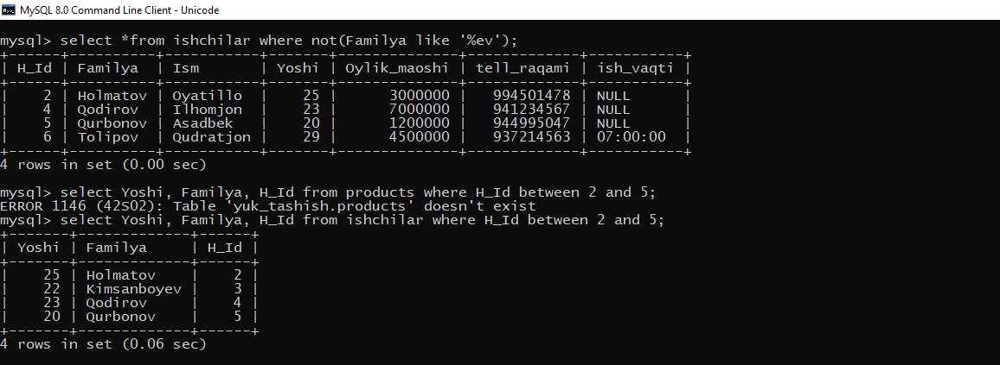 MySQL 8.0 Command Line Client - Unicode
mysql> select *from ishchilar where not(Familya like '%ev');
+------+----------+-----------+-------+--------------+-------------+-----------+
| H_Id | Familya  | Ism       | Yoshi | Oylik_maoshi | tell_raqami | ish_vaqti |
+------+----------+-----------+-------+--------------+-------------+-----------+
|    2 | Holmatov | Oyatillo  |    25 |      3000000 |   994501478 | NULL      |
|    4 | Qodirov  | Ilhomjon  |    23 |      7000000 |   941234567 | NULL      |
|    5 | Qurbonov | Asadbek   |    20 |      1200000 |   944995047 | NULL      |
|    6 | Tolipov  | Qudratjon |    29 |      4500000 |   937214563 | 07:00:00  |
+------+----------+-----------+-------+--------------+-------------+-----------+
4 rows in set (0.00 sec)
mysql> select Yoshi, Familya, H_Id from products where H_Id between 2 and 5;
ERROR 1146 (42S02): Table 'yuk_tashish.products' doesn't exist
mysql> select Yoshi, Familya, H_Id from ishchilar where H_Id between 2 and 5;
+-------+-------------+------+
| Yoshi | Familya     | H_Id |
+-------+-------------+------+
|    25 | Holmatov    |    2 |
|    22 | Kimsanboyev |    3 |
|    23 | Qodirov     |    4 |
|    20 | Qurbonov    |    5 |
+-------+-------------+------+
4 rows in set (0.06 sec)